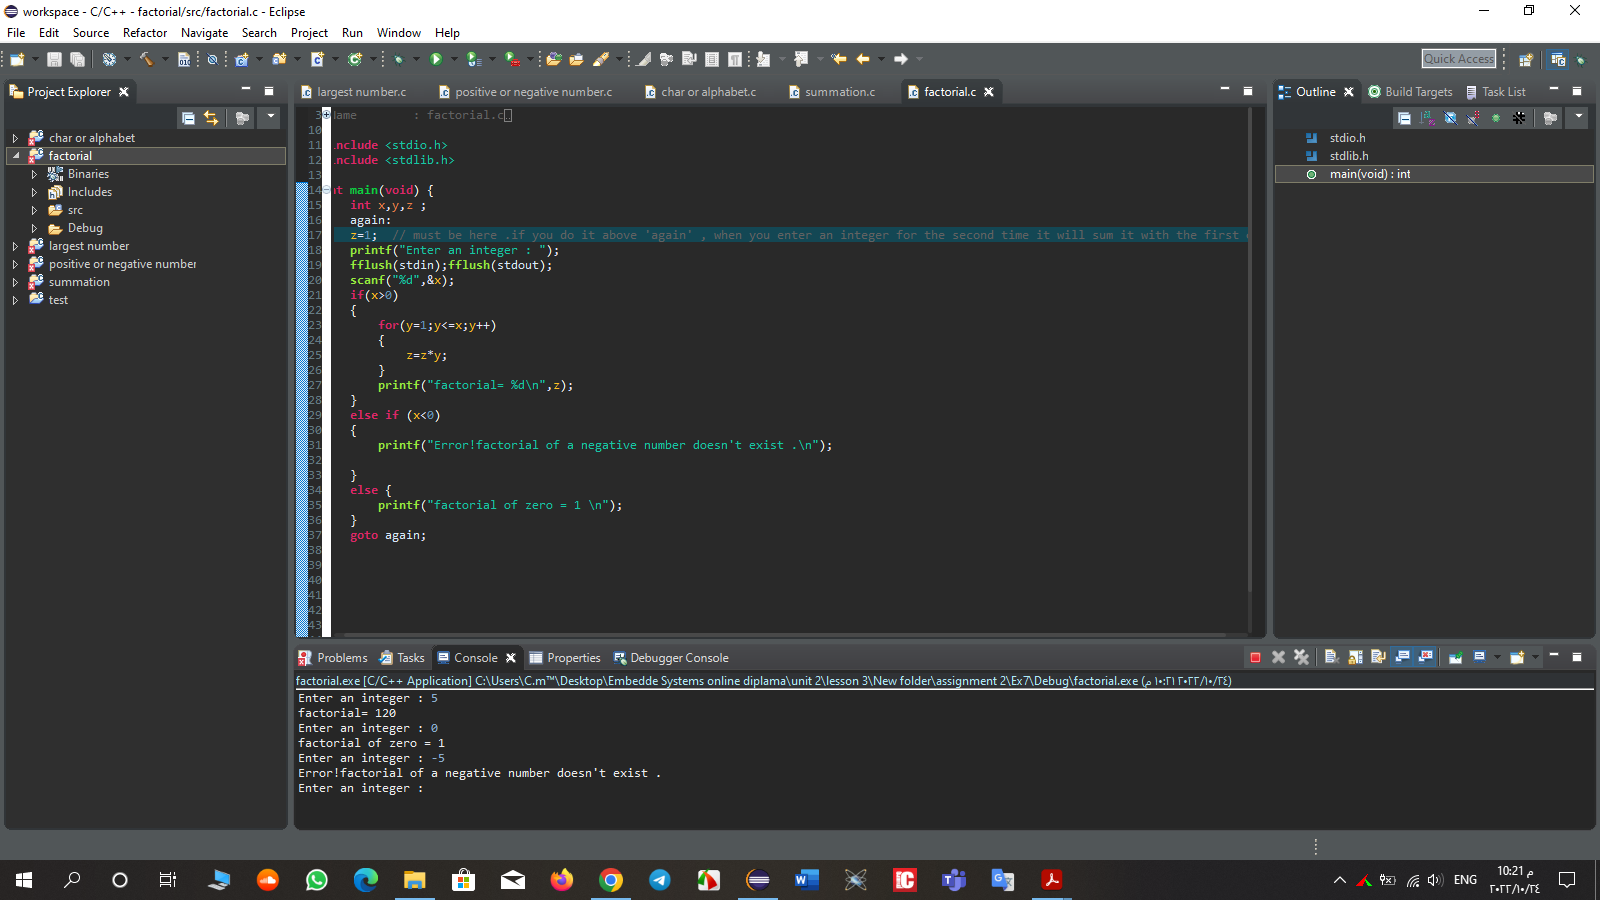 workspace - C/C++ - factorial/src/factorial.c - Eclipse
File Edit Source Refactor Navigate Search Project Run Window Help
Quick Access
Project Explorer
char or alphabet
factorial
Binaries
Includes
src
Debug
largest number
positive or negative number
summation
test
largest number.c positive or negative number.c char or alphabet.c summation.c factorial.c
3 ame : factorial.c
10
11 nclude <stdio.h>
12 nclude <stdlib.h>
13
14 t main(void) {
15 int x,y,z ;
16 again:
17 z=1; // must be here .if you do it above 'again' , when you enter an integer for the second time it will sum it with the first
18 printf("Enter an integer : ");
19 fflush(stdin);fflush(stdout);
20 scanf("%d",&x);
21 if(x>0)
22 {
23 for(y=1;y<=x;y++)
24 {
25 z=z*y;
26 }
27 printf("factorial= %d\n",z);
28 }
29 else if (x<0)
30 {
31 printf("Error!factorial of a negative number doesn't exist .\n");
32
33 }
34 else {
35 printf("factorial of zero = 1 \n");
36 }
37 goto again;
38
39
40
41
42
43
Outline Build Targets Task List
stdio.h
stdlib.h
main(void) : int
Problems Tasks Console Properties Debugger Console
factorial.exe [C/C++ Application] C:\Users\C.m™\Desktop\Embedde Systems online diplama\unit 2\lesson 3\New folder\assignment 2\Ex7\Debug\factorial.exe (٢٠٢٢/١٠/٢٤ ١٠:٢١ م)
Enter an integer : 5
factorial= 120
Enter an integer : 0
factorial of zero = 1
Enter an integer : -5
Error!factorial of a negative number doesn't exist .
Enter an integer :
ENG
10:21 م
٢٠٢٢/١٠/٢٤